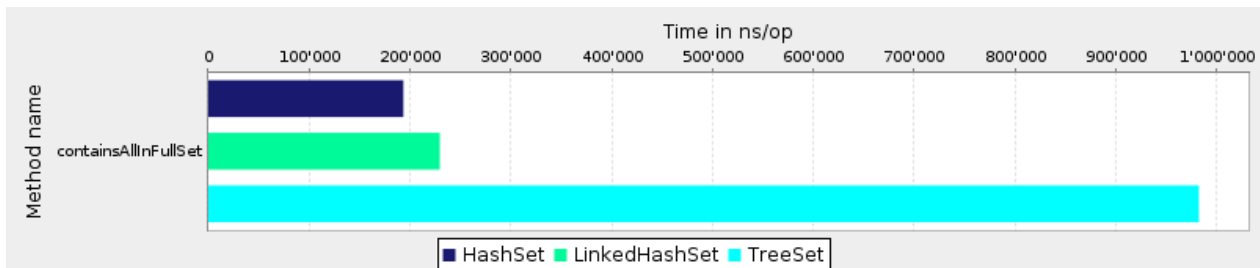 Time in ns/op
0 100'000 200'000 300'000 400'000 500'000 600'000 700'000 800'000 900'000 1'000'000
Method name
containsAllInFullSet
HashSet LinkedHashSet TreeSet